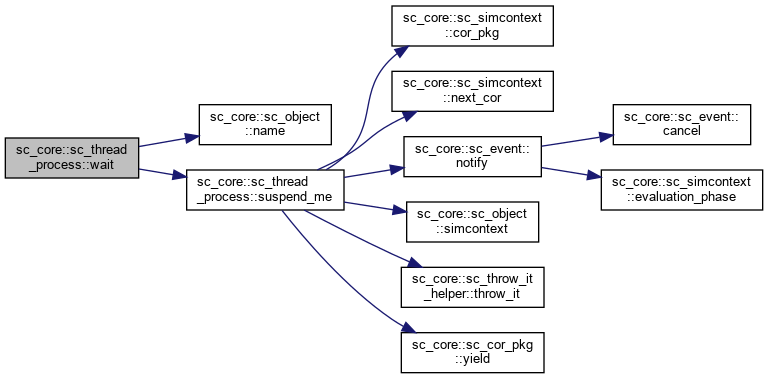 sc_core::sc_thread
_process::wait
sc_core::sc_object
::name
sc_core::sc_thread
_process::suspend_me
sc_core::sc_simcontext
::cor_pkg
sc_core::sc_simcontext
::next_cor
sc_core::sc_event::
notify
sc_core::sc_object
::simcontext
sc_core::sc_throw_it
_helper::throw_it
sc_core::sc_cor_pkg
::yield
sc_core::sc_event::
cancel
sc_core::sc_simcontext
::evaluation_phase